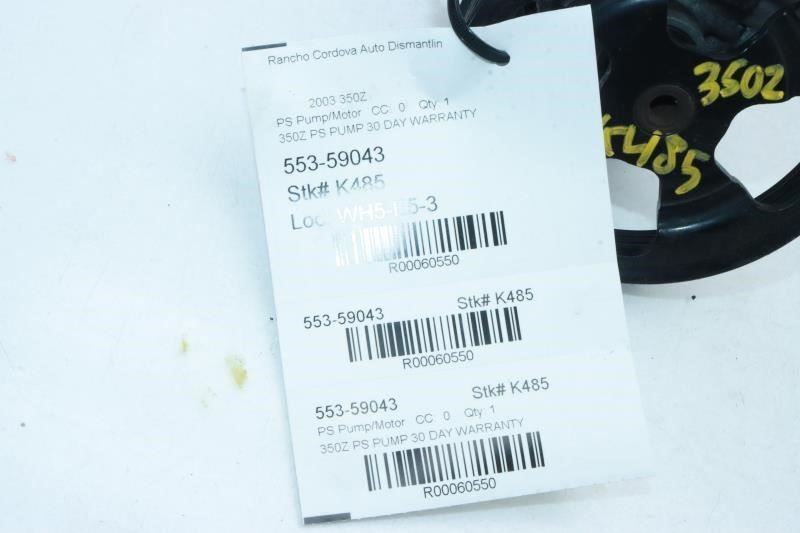 Rancho Cordova Auto Dismantlin
2003 350Z
PS Pump/Motor CC: 0 Qty: 1
350Z PS PUMP 30 DAY WARRANTY
553-59043
Stk# K485
R00060550
553-59043 Stk# K485
R00060550
553-59043 Stk# K485
PS Pump/Motor CC: 0 Qty: 1
350Z PS PUMP 30 DAY WARRANTY
R00060550
350Z
K485